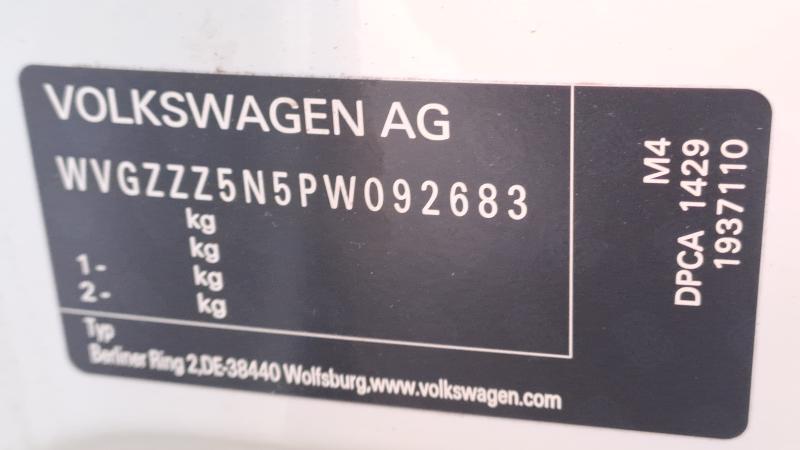 VOLKSWAGEN AG
WVGZZZ5N5PW092683
kg
kg
1- kg
2- kg
Typ
Berliner Ring 2,DE-38440 Wolfsburg,www.volkswagen.com
M4
DPCA 1429
1937110